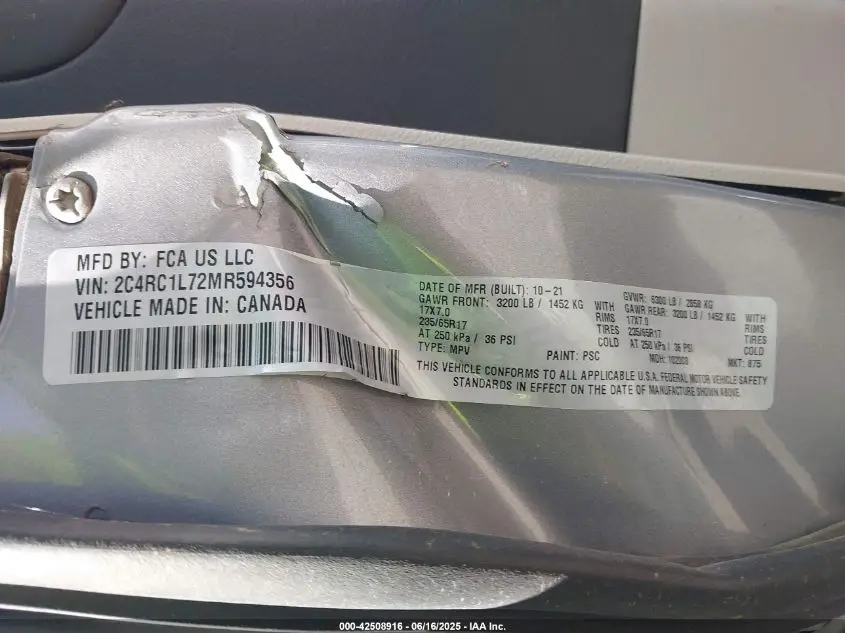 MFD BY: FCA US LLC
VIN: 2C4RC1L72MR594356
VEHICLE MADE IN: CANADA
DATE OF MFR (BUILT): 10-21
GVWR: 6300 LB / 2858 KG
GAWR FRONT: 3200 LB / 1452 KG WITH
17X7.0 RIMS
235/65R17 TIRES
AT 250 kPa / 36 PSI COLD
GAWR REAR: 3200 LB / 1452 KG WITH
17X7.0 RIMS
235/65R17 TIRES
AT 250 kPa / 36 PSI COLD
TYPE: MPV
PAINT: PSC
MDH: 102003
MKT: 875
THIS VEHICLE CONFORMS TO ALL APPLICABLE U.S.A. FEDERAL MOTOR VEHICLE SAFETY
STANDARDS IN EFFECT ON THE DATE OF MANUFACTURE SHOWN ABOVE.
000-42508916 - 06/16/2025 - IAA Inc.